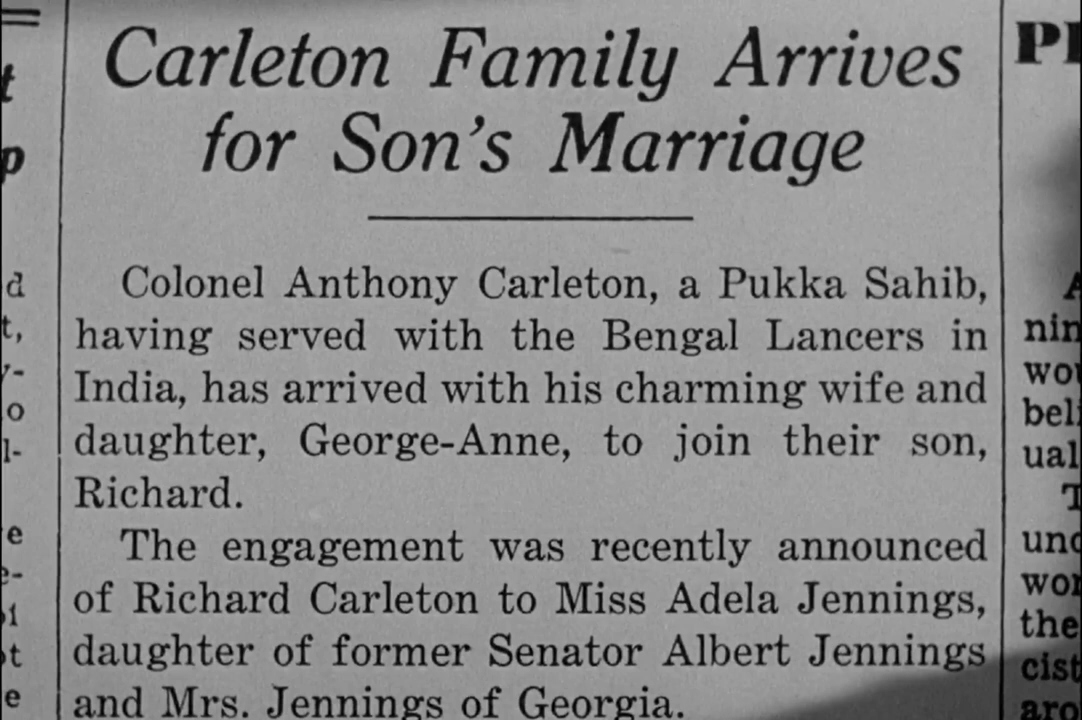 Carleton Family Arrives
for Son's Marriage
Colonel Anthony Carleton, a Pukka Sahib,
having served with the Bengal Lancers in
India, has arrived with his charming wife and
daughter, George-Anne, to join their son,
Richard.
The engagement was recently announced
of Richard Carleton to Miss Adela Jennings,
daughter of former Senator Albert Jennings
and Mrs. Jennings of Georgia.